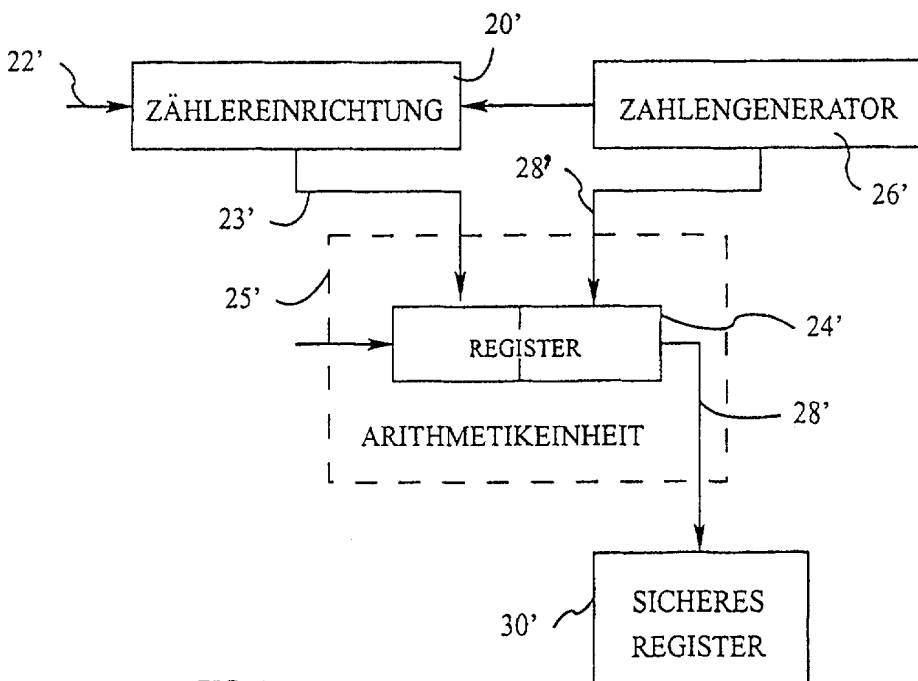 20'
22'
ZÄHLEREINRICHTUNG
ZAHLENGENERATOR
28'
26'
23'
25'
24'
REGISTER
28'
ARITHMETIKEINHEIT
SICHERES
REGISTER
30'